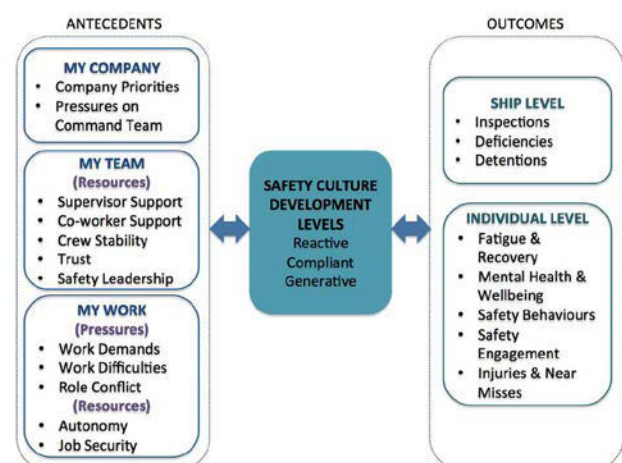 ANTECEDENTS
MY COMPANY
• Company Priorities
• Pressures on
Command Team
MY TEAM
(Resources)
• Supervisor Support
• Co-worker Support
• Crew Stability
• Trust
• Safety Leadership
MY WORK
(Pressures)
• Work Demands
• Work Difficulties
• Role Conflict
(Resources)
• Autonomy
• Job Security
SAFETY CULTURE
DEVELOPMENT
LEVELS
Reactive
Compliant
Generative
OUTCOMES
SHIP LEVEL
• Inspections
• Deficiencies
• Detentions
INDIVIDUAL LEVEL
• Fatigue &
Recovery
• Mental Health &
Wellbeing
• Safety Behaviours
• Safety
Engagement
• Injuries & Near
Misses